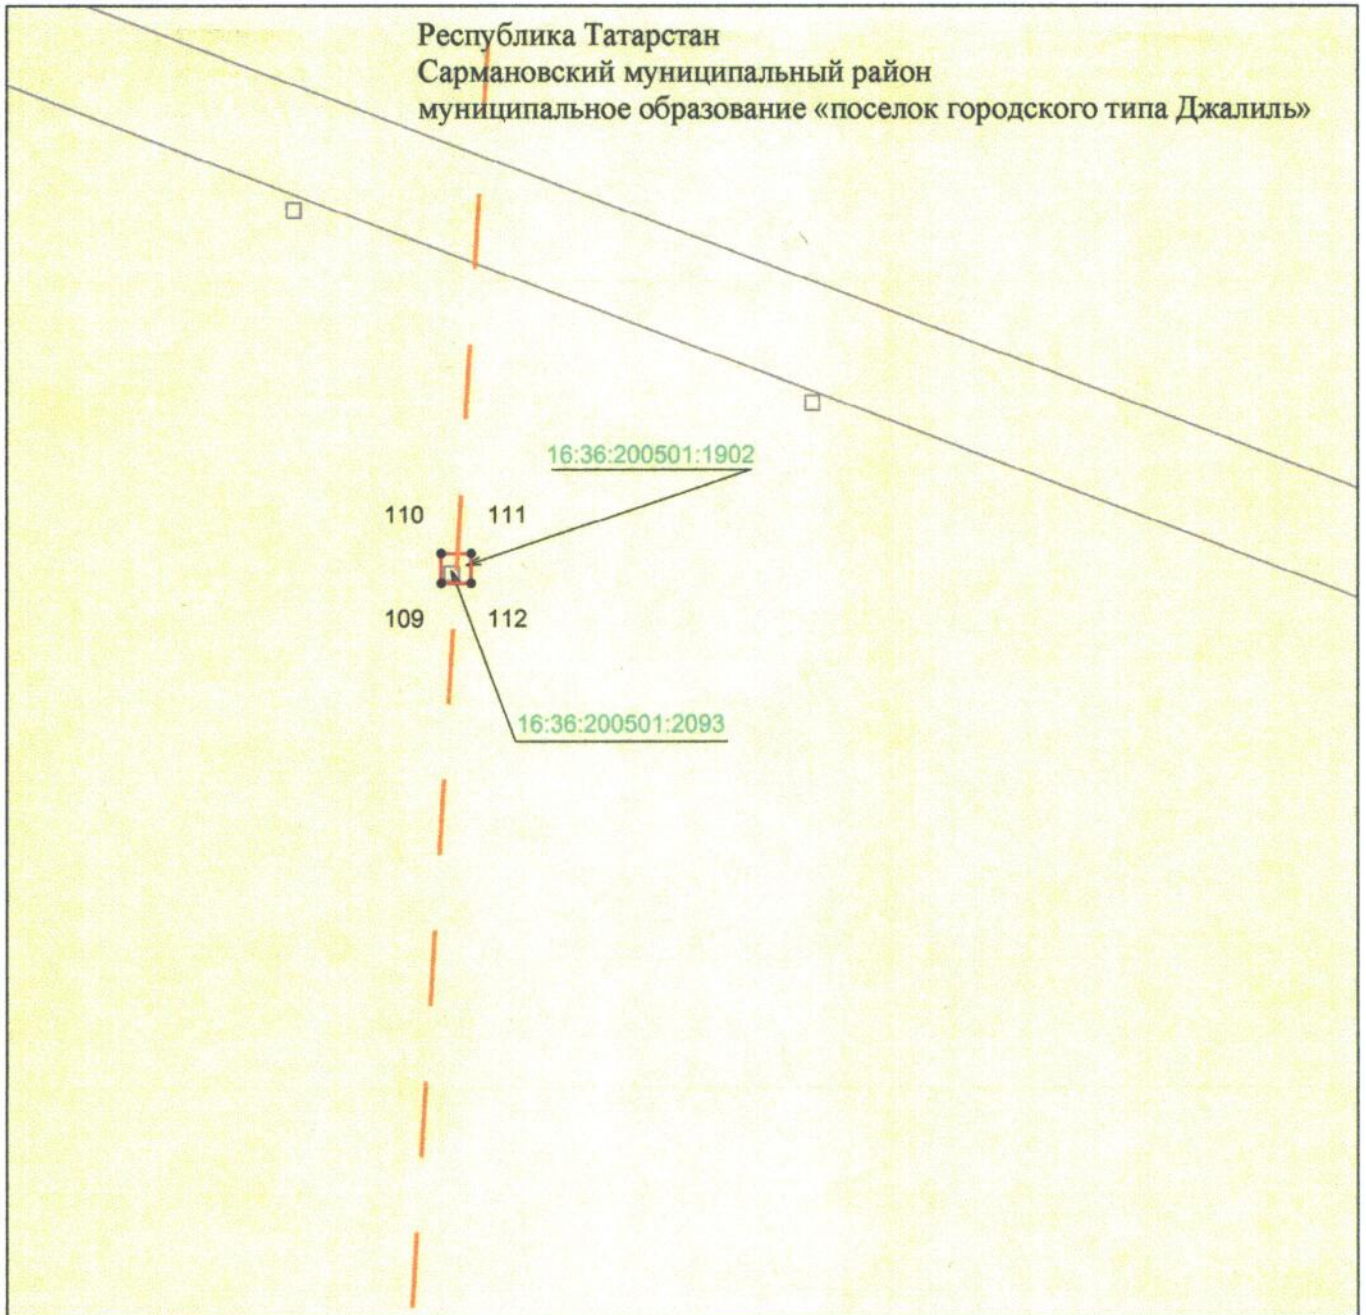 Республика Татарстан
Сармановский муниципальный район
муниципальное образование «поселок городского типа Джалиль»
16:36:200501:1902
110
111
109
112
16:36:200501:2093